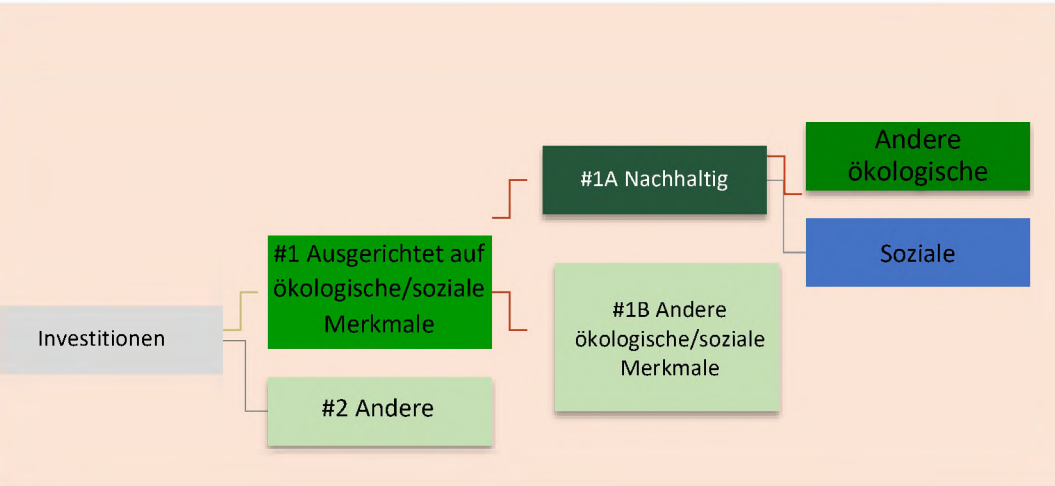 Investitionen
#1 Ausgerichtet auf
ökologische/soziale
Merkmale
#2 Andere
#1A Nachhaltig
#1B Andere
ökologische/soziale
Merkmale
Andere
ökologische
Soziale